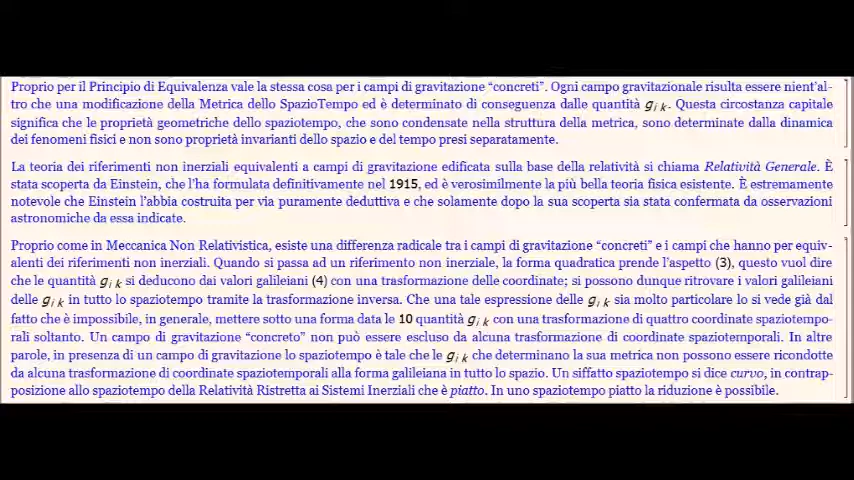 Proprio per il Principio di Equivalenza vale la stessa cosa per i campi di gravitazione “concreti”. Ogni campo gravitazionale risulta essere nient’al-
tro che una modificazione della Metrica dello SpazioTempo ed è determinato di conseguenza dalle quantità g i k. Questa circostanza capitale
significa che le proprietà geometriche dello spaziotempo, che sono condensate nella struttura della metrica, sono determinate dalla dinamica
dei fenomeni fisici e non sono proprietà invarianti dello spazio e del tempo presi separatamente.
La teoria dei riferimenti non inerziali equivalenti a campi di gravitazione edificata sulla base della relatività si chiama Relatività Generale. È
stata scoperta da Einstein, che l’ha formulata definitivamente nel 1915, ed è verosimilmente la più bella teoria fisica esistente. È estremamente
notevole che Einstein l’abbia costruita per via puramente deduttiva e che solamente dopo la sua scoperta sia stata confermata da osservazioni
astronomiche da essa indicate.
Proprio come in Meccanica Non Relativistica, esiste una differenza radicale tra i campi di gravitazione “concreti” e i campi che hanno per equiv-
alenti dei riferimenti non inerziali. Quando si passa ad un riferimento non inerziale, la forma quadratica prende l’aspetto (3), questo vuol dire
che le quantità g i k si deducono dai valori galileiani (4) con una trasformazione delle coordinate; si possono dunque ritrovare i valori galileiani
delle g i k in tutto lo spaziotempo tramite la trasformazione inversa. Che una tale espressione delle g i k sia molto particolare lo si vede già dal
fatto che è impossibile, in generale, mettere sotto una forma data le 10 quantità g i k con una trasformazione di quattro coordinate spaziotempo-
rali soltanto. Un campo di gravitazione “concreto” non può essere escluso da alcuna trasformazione di coordinate spaziotemporali. In altre
parole, in presenza di un campo di gravitazione lo spaziotempo è tale che le g i k che determinano la sua metrica non possono essere ricondotte
da alcuna trasformazione di coordinate spaziotemporali alla forma galileiana in tutto lo spazio. Un siffatto spaziotempo si dice curvo, in contrap-
posizione allo spaziotempo della Relatività Ristretta ai Sistemi Inerziali che è piatto. In uno spaziotempo piatto la riduzione è possibile.